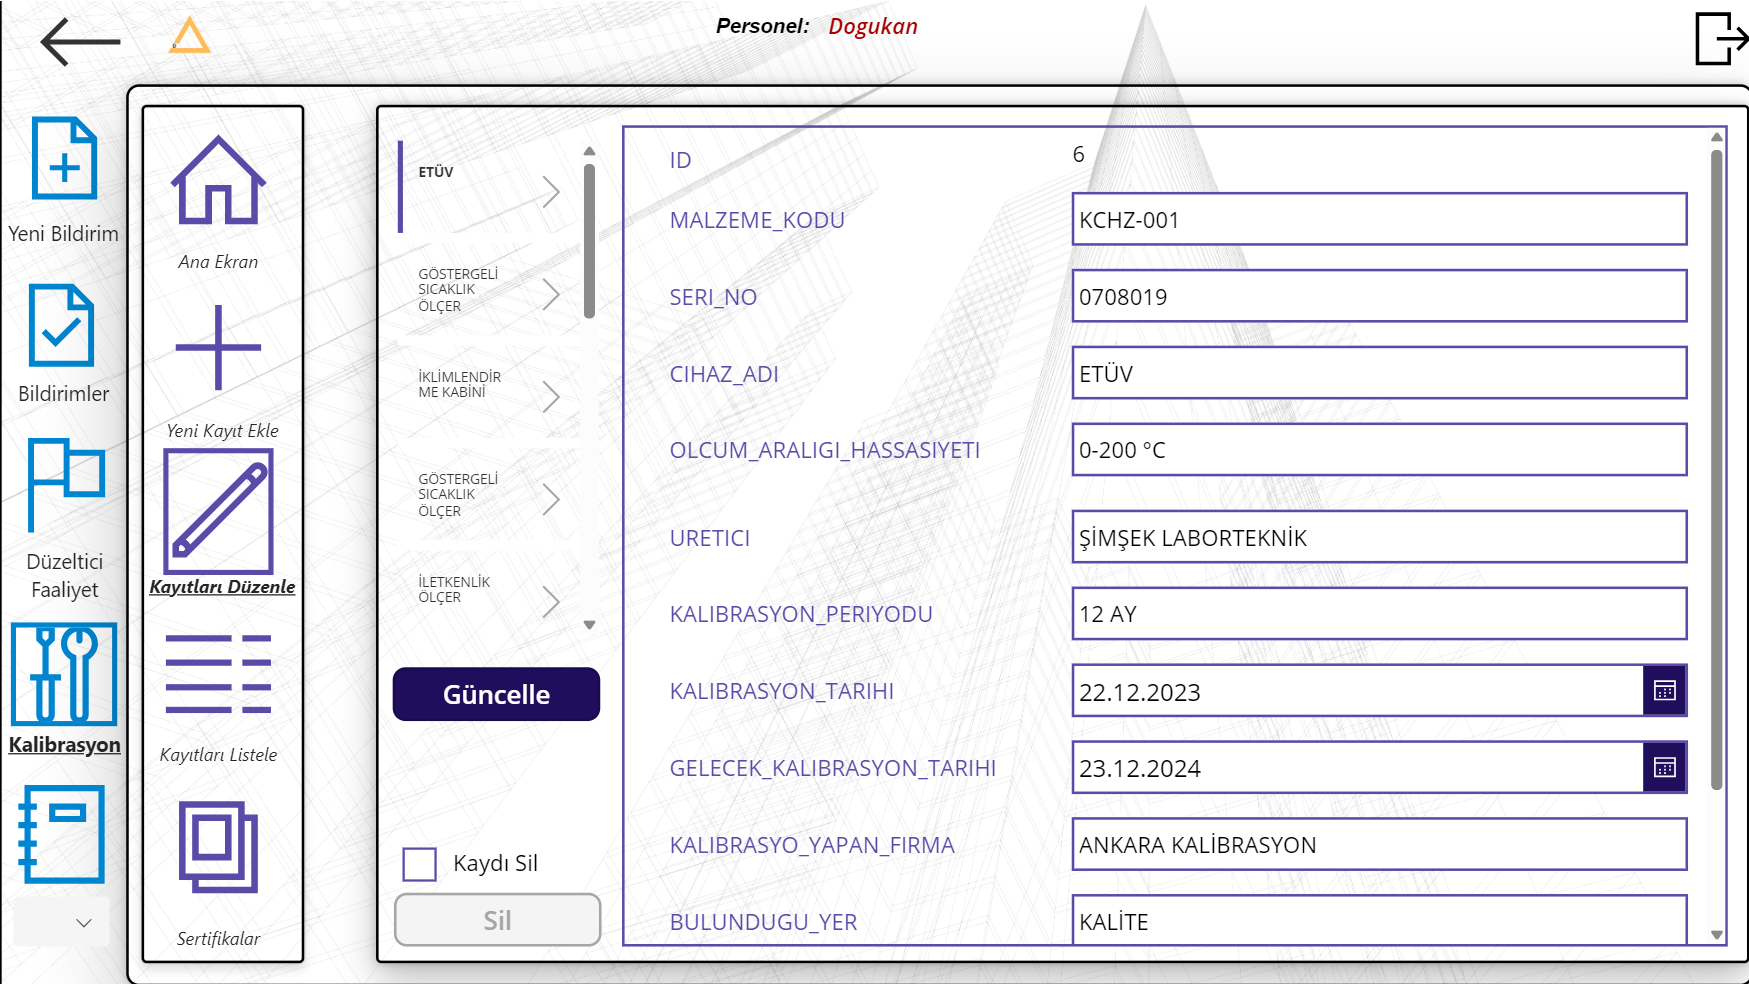 Personel: Dogukan
Yeni Bildirim
Bildirimler
Düzeltici
Faaliyet
Kalibrasyon
Ana Ekran
Yeni Kayıt Ekle
Kayıtları Düzenle
Kayıtları Listele
Sertifikalar
ETÜV
GÖSTERGELİ
SICAKLIK
ÖLÇER
İKLİMLENDİR
ME KABİNİ
GÖSTERGELİ
SICAKLIK
ÖLÇER
İLETKENLİK
ÖLÇER
Güncelle
Kaydı Sil
Sil
ID 6
MALZEME_KODU KCHZ-001
SERI_NO 0708019
CIHAZ_ADI ETÜV
OLCUM_ARALIGI_HASSASIYETI 0-200 °C
URETICI ŞİMŞEK LABORTEKNİK
KALIBRASYON_PERIYODU 12 AY
KALIBRASYON_TARIHI 22.12.2023
GELECEK_KALIBRASYON_TARIHI 23.12.2024
KALIBRASYO_YAPAN_FIRMA ANKARA KALİBRASYON
BULUNDUGU_YER KALİTE